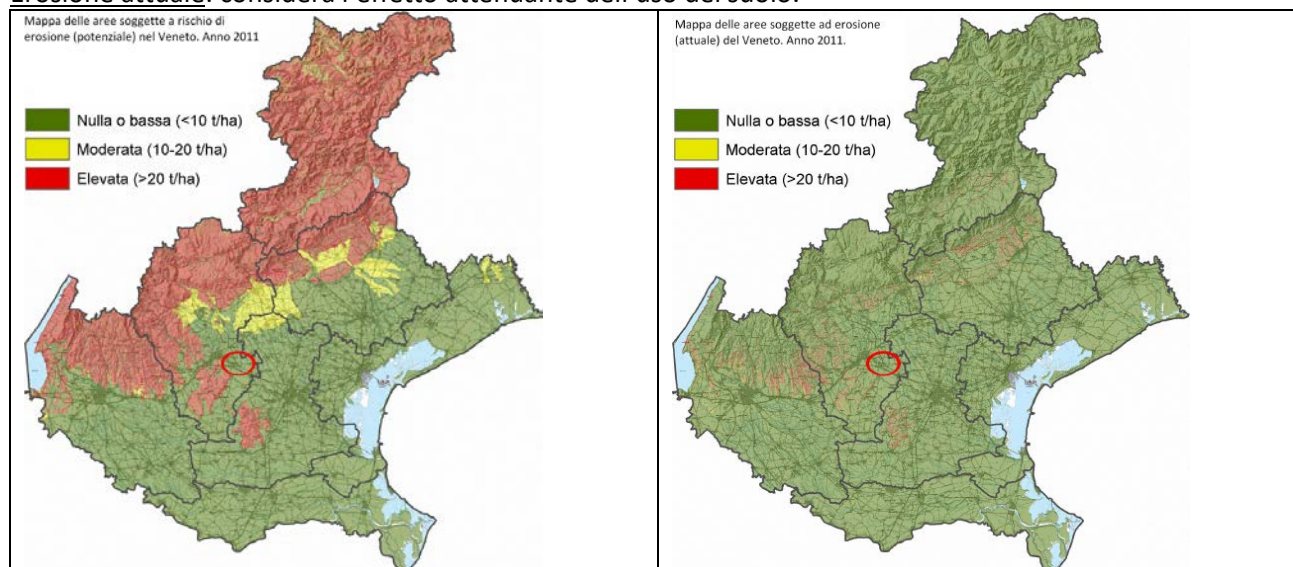 Erosione attuale: considera l'effetto attenuante dell'uso del suolo.
Mappa delle aree soggette a rischio di
erosione (potenziale) nel Veneto. Anno 2011
Nulla o bassa (<10 t/ha)
Moderata (10-20 t/ha)
Elevata (>20 t/ha)
Mappa delle aree soggette ad erosione
(attuale) del Veneto. Anno 2011.
Nulla o bassa (<10 t/ha)
Moderata (10-20 t/ha)
Elevata (>20 t/ha)